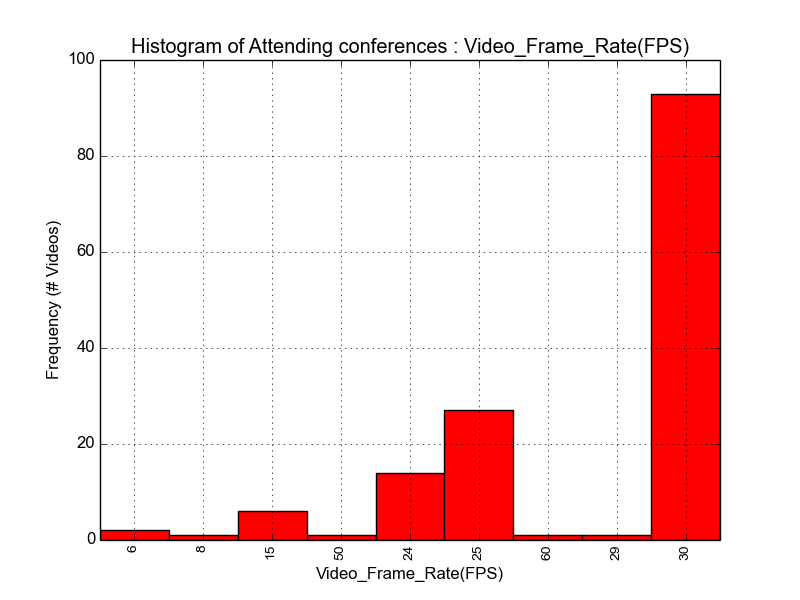 Histogram of Attending conferences : Video_Frame_Rate(FPS)
100
80
60
40
20
0
Frequency (# Videos)
6 8 15 50 24 25 60 29 30
Video_Frame_Rate(FPS)